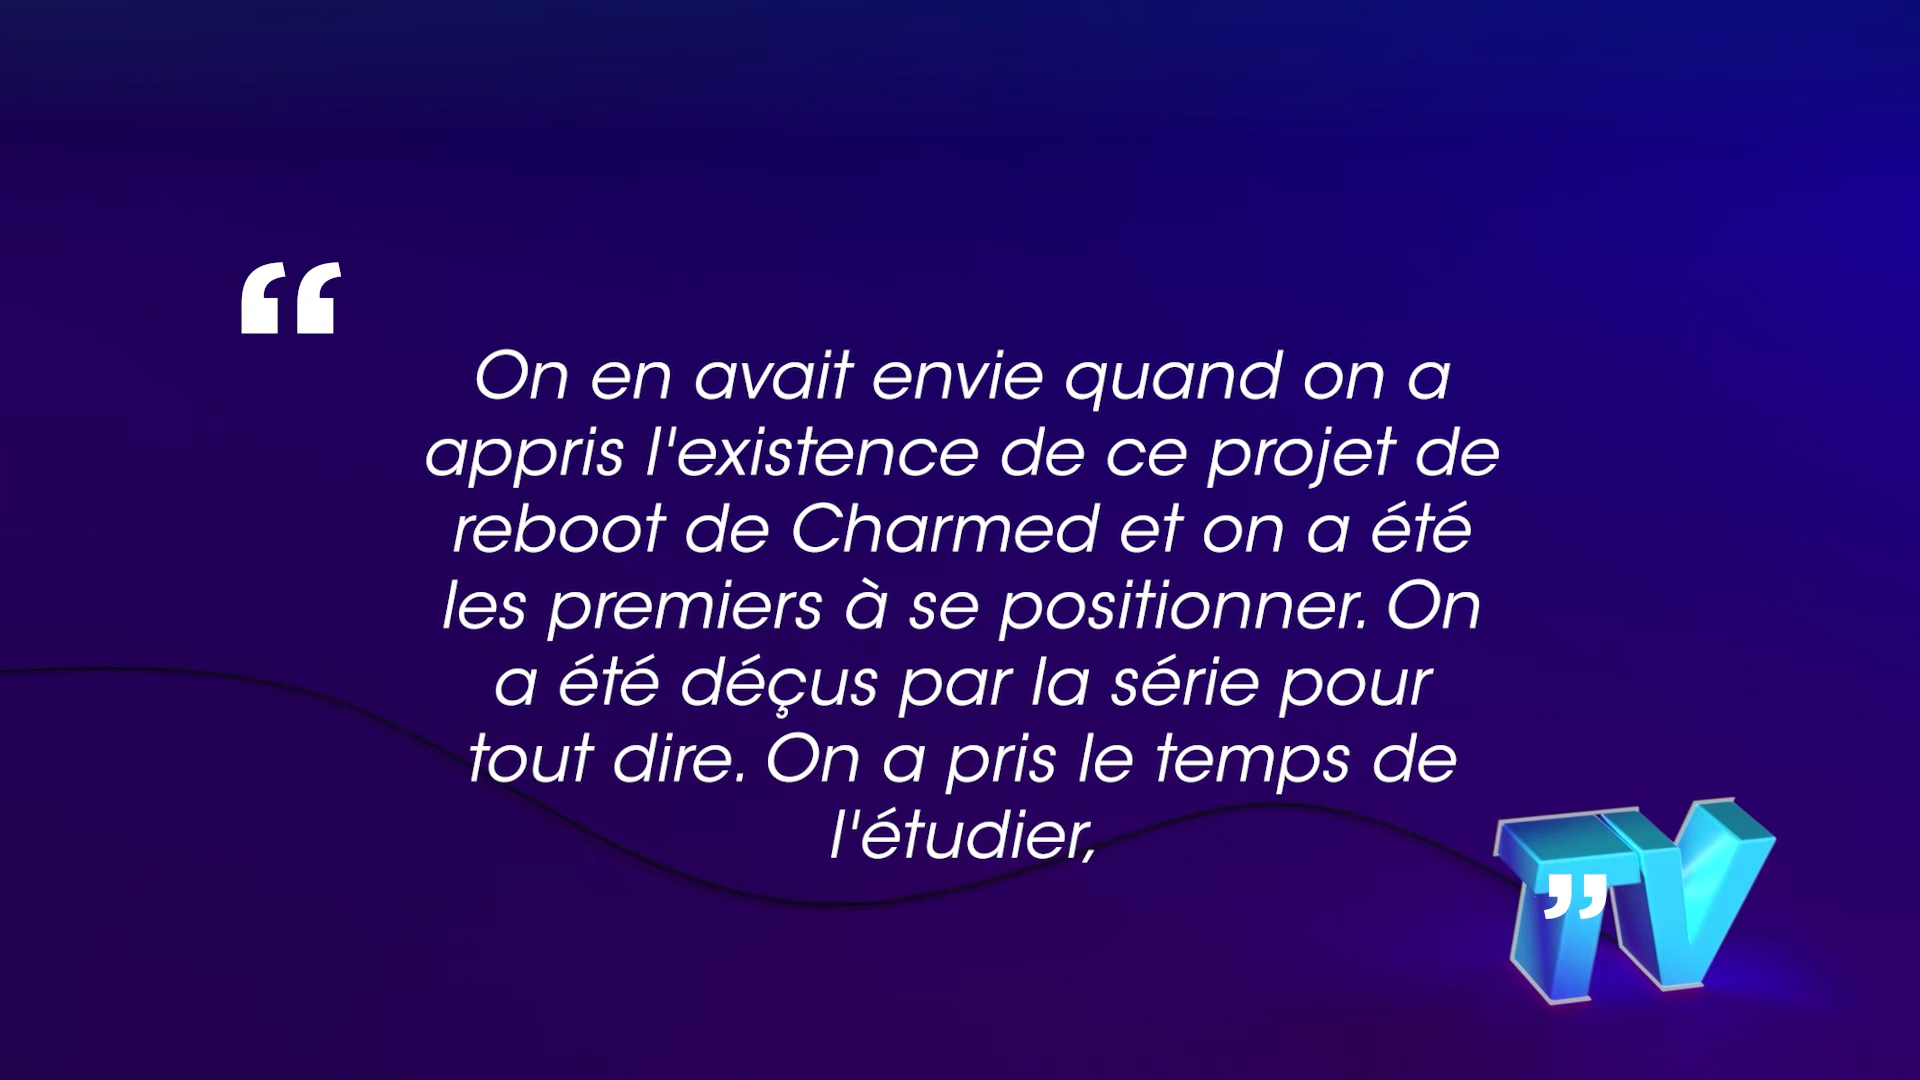 “
On en avait envie quand on a
appris l'existence de ce projet de
reboot de Charmed et on a été
les premiers à se positionner. On
a été déçus par la série pour
tout dire. On a pris le temps de
l'étudier,
”
TV